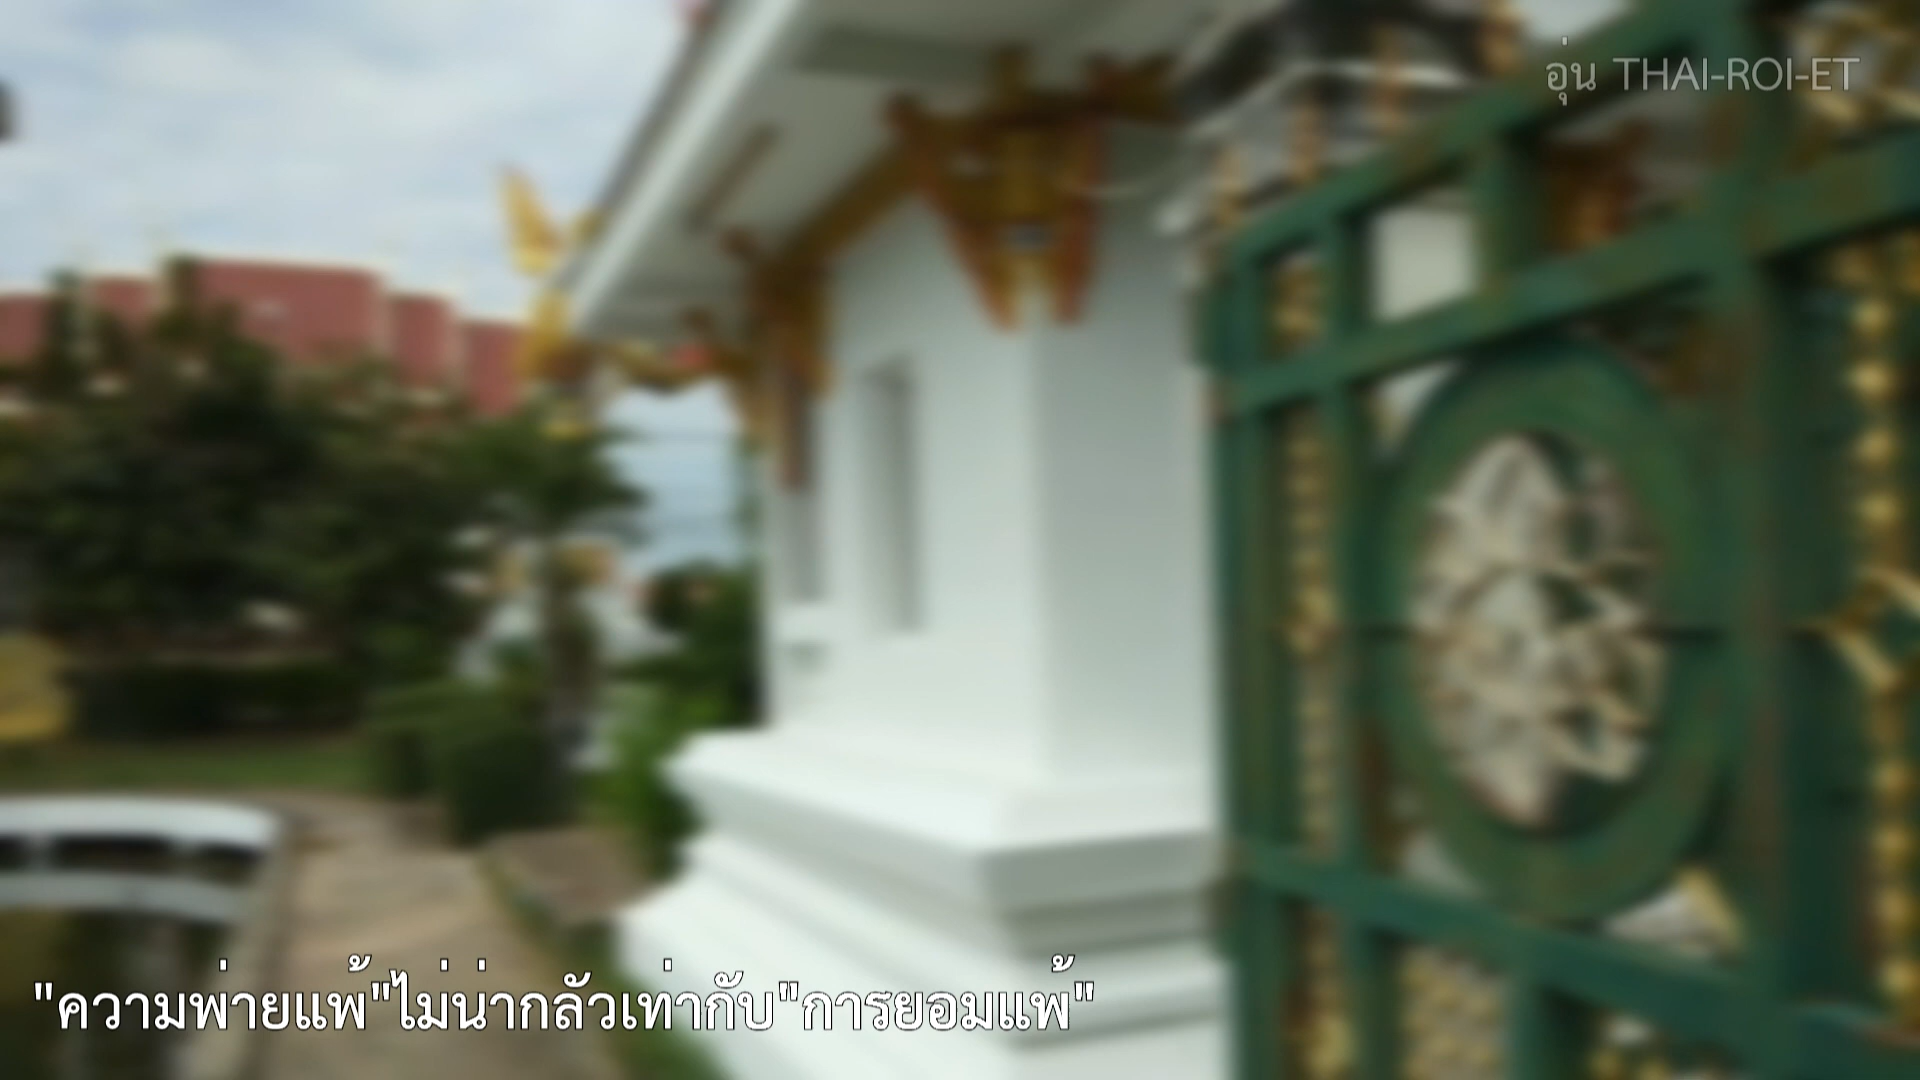 อุ่น THAI-ROI-ET
"ความพ่ายแพ้"ไม่น่ากลัวเท่ากับ"การยอมแพ้"